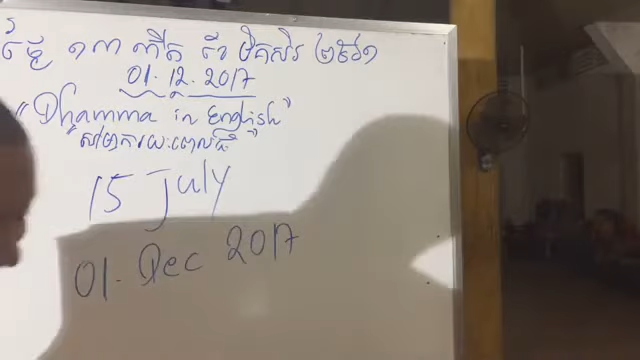 ថ្ងៃ ១៣ កើត ខែ មិគសិរ ២៥៦១
01. 12. 2017
"Dhamma in English"
15 July
01. Dec 2017